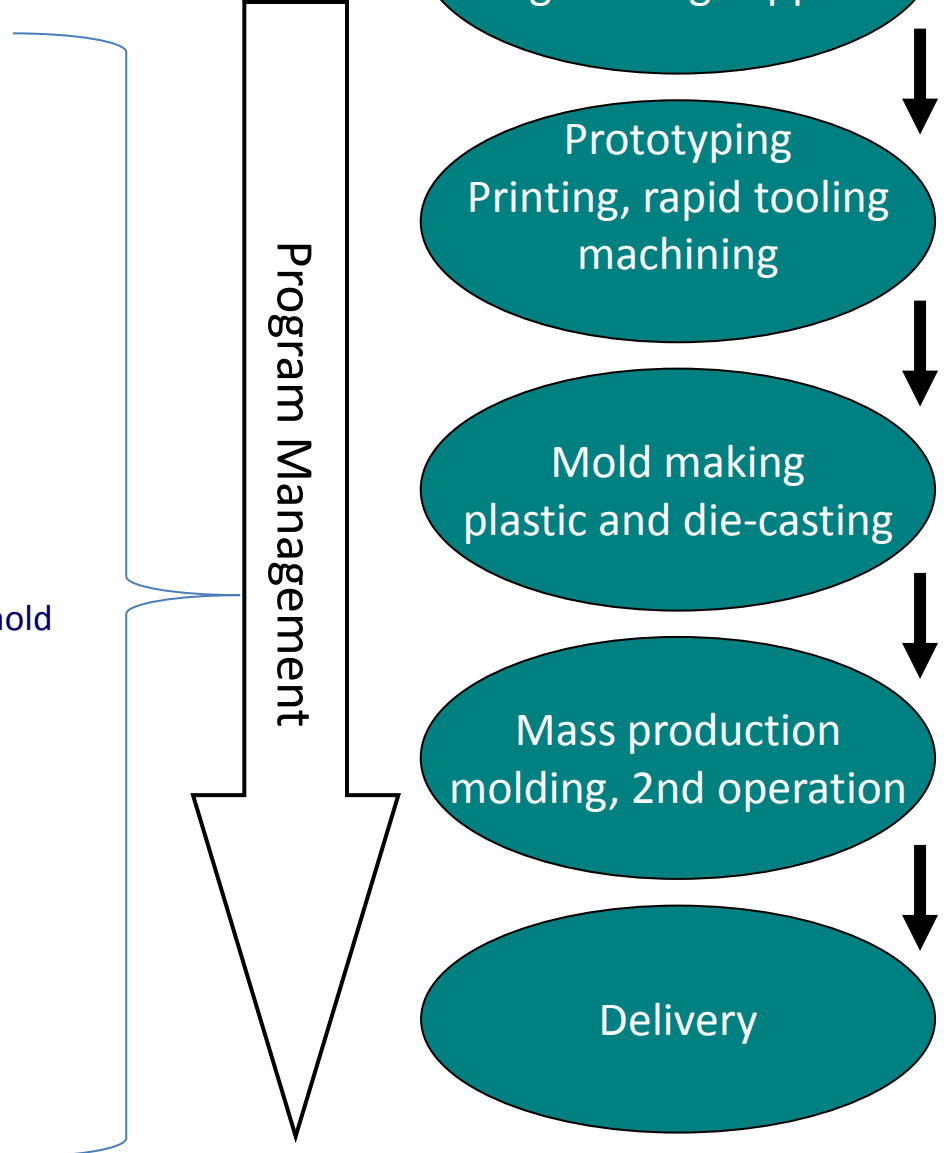 Prototyping
Printing, rapid tooling
machining
Program Management
Mold making
plastic and die-casting
Mass production
molding, 2nd operation
Delivery